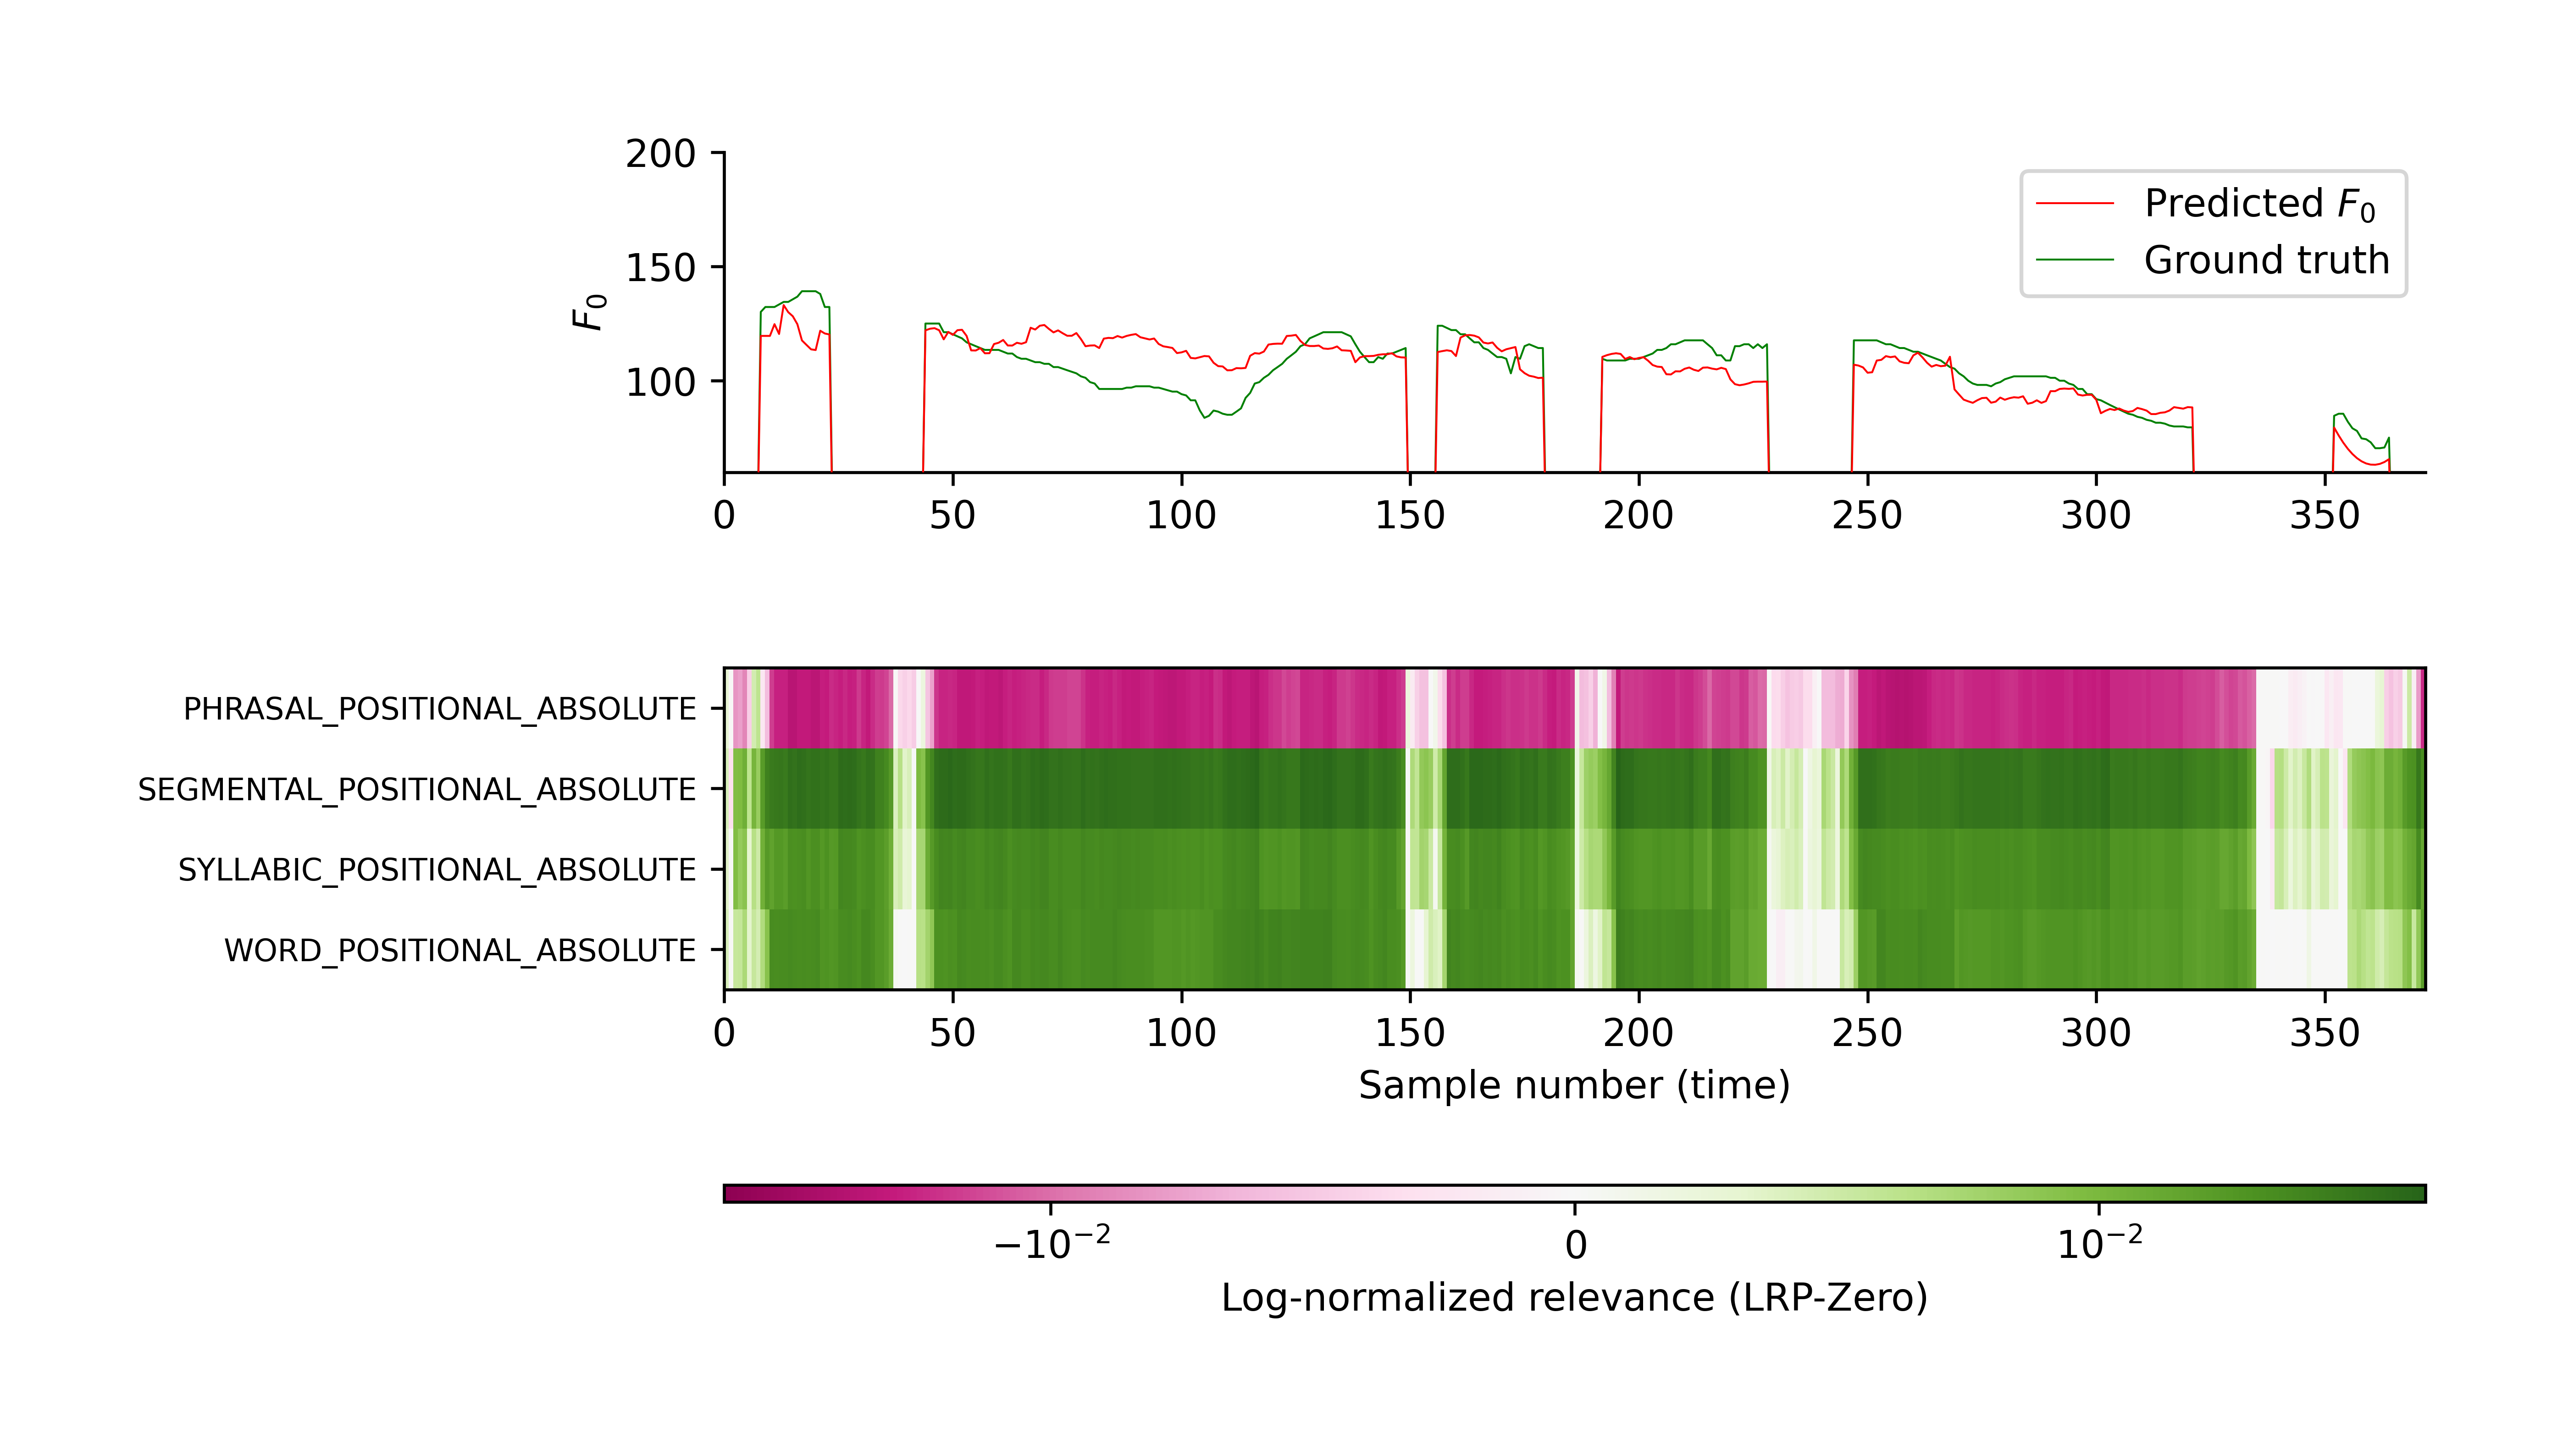 200
150
100
F0
Predicted F0
Ground truth
0 50 100 150 200 250 300 350
PHRASAL_POSITIONAL_ABSOLUTE
SEGMENTAL_POSITIONAL_ABSOLUTE
SYLLABIC_POSITIONAL_ABSOLUTE
WORD_POSITIONAL_ABSOLUTE
0 50 100 150 200 250 300 350
Sample number (time)
−10⁻² 0 10⁻²
Log-normalized relevance (LRP-Zero)